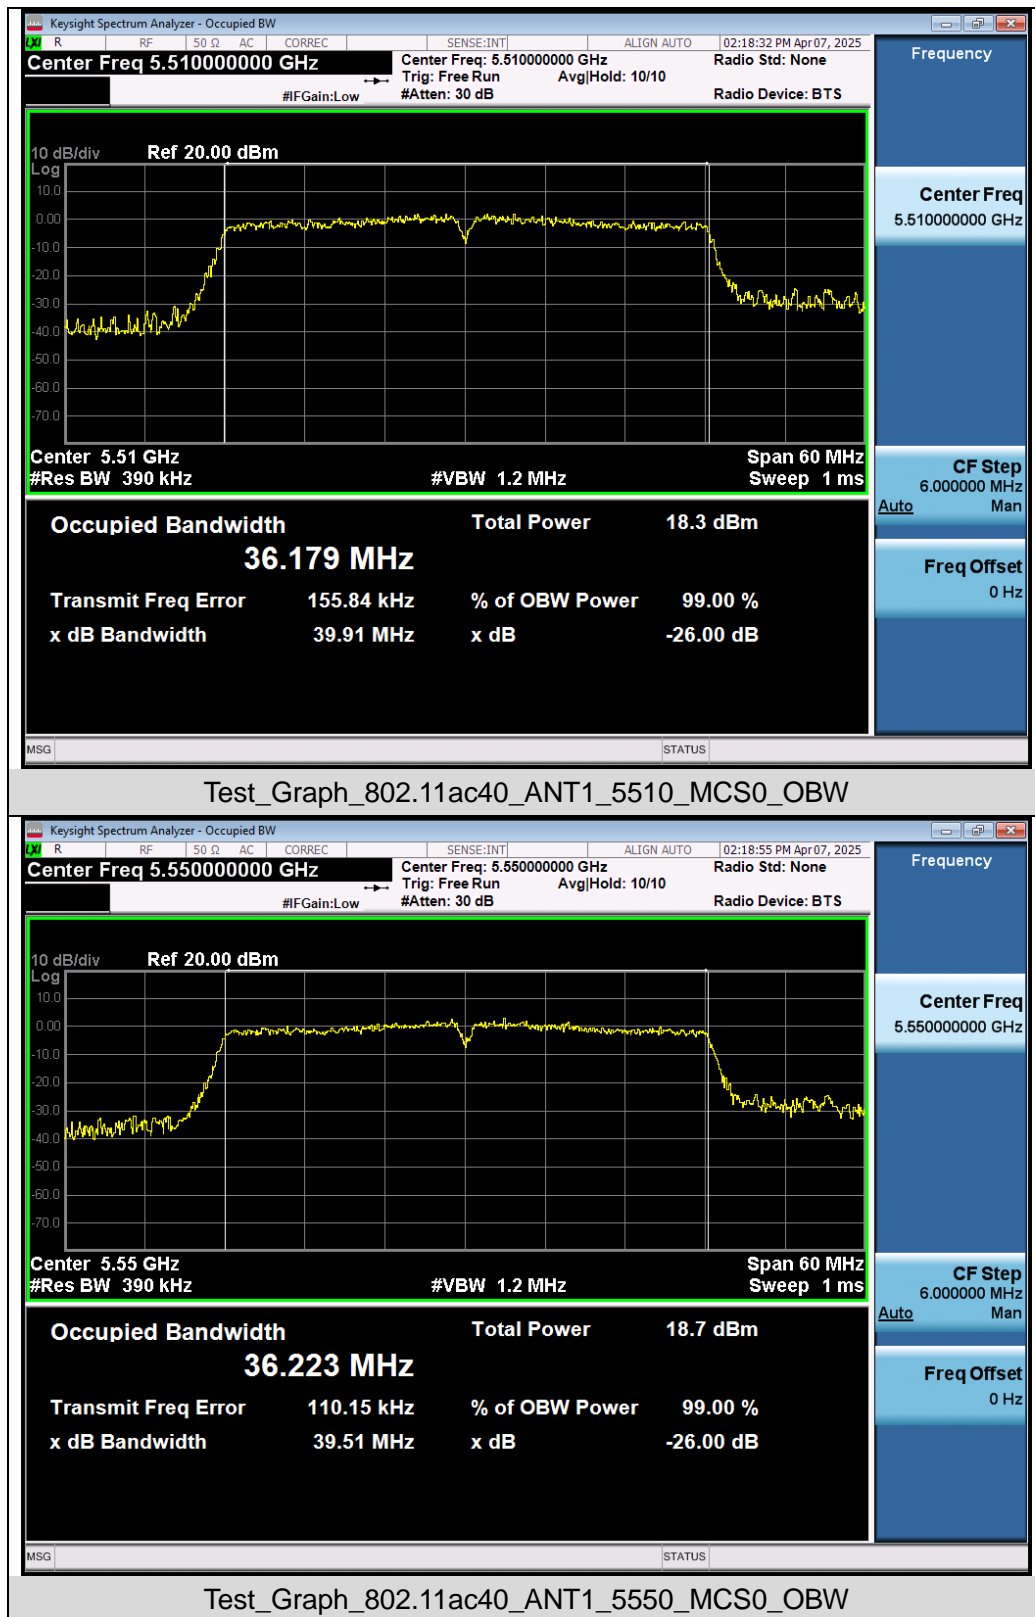 Keysight Spectrum Analyzer - Occupied BW
LXI R RF 50 Ω AC CORREC SENSE:INT ALIGN AUTO 02:18:32 PM Apr 07, 2025
Center Freq 5.510000000 GHz
Center Freq: 5.510000000 GHz Radio Std: None
Trig: Free Run Avg|Hold: 10/10
#IFGain:Low #Atten: 30 dB Radio Device: BTS
10 dB/div Ref 20.00 dBm
Log
10.0
0.00
-10.0
-20.0
-30.0
-40.0
-50.0
-60.0
-70.0
Center 5.51 GHz Span 60 MHz
#Res BW 390 kHz #VBW 1.2 MHz Sweep 1 ms
Occupied Bandwidth Total Power 18.3 dBm
36.179 MHz
Transmit Freq Error 155.84 kHz % of OBW Power 99.00 %
x dB Bandwidth 39.91 MHz x dB -26.00 dB
MSG STATUS
Frequency
Center Freq
5.510000000 GHz
CF Step
6.000000 MHz
Auto Man
Freq Offset
0 Hz
Test_Graph_802.11ac40_ANT1_5510_MCS0_OBW
Keysight Spectrum Analyzer - Occupied BW
LXI R RF 50 Ω AC CORREC SENSE:INT ALIGN AUTO 02:18:55 PM Apr 07, 2025
Center Freq 5.550000000 GHz
Center Freq: 5.550000000 GHz Radio Std: None
Trig: Free Run Avg|Hold: 10/10
#IFGain:Low #Atten: 30 dB Radio Device: BTS
10 dB/div Ref 20.00 dBm
Log
10.0
0.00
-10.0
-20.0
-30.0
-40.0
-50.0
-60.0
-70.0
Center 5.55 GHz Span 60 MHz
#Res BW 390 kHz #VBW 1.2 MHz Sweep 1 ms
Occupied Bandwidth Total Power 18.7 dBm
36.223 MHz
Transmit Freq Error 110.15 kHz % of OBW Power 99.00 %
x dB Bandwidth 39.51 MHz x dB -26.00 dB
MSG STATUS
Frequency
Center Freq
5.550000000 GHz
CF Step
6.000000 MHz
Auto Man
Freq Offset
0 Hz
Test_Graph_802.11ac40_ANT1_5550_MCS0_OBW